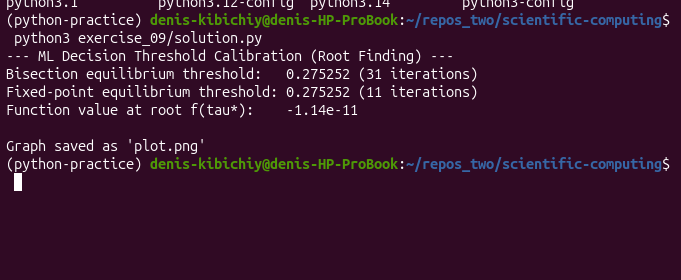 python3.1 python3.12-config python3.14 python3-config
(python-practice) denis-kibichiy@denis-HP-ProBook:~/repos_two/scientific-computing$
python3 exercise_09/solution.py
--- ML Decision Threshold Calibration (Root Finding) ---
Bisection equilibrium threshold: 0.275252 (31 iterations)
Fixed-point equilibrium threshold: 0.275252 (11 iterations)
Function value at root f(tau*): -1.14e-11
Graph saved as 'plot.png'
(python-practice) denis-kibichiy@denis-HP-ProBook:~/repos_two/scientific-computing$